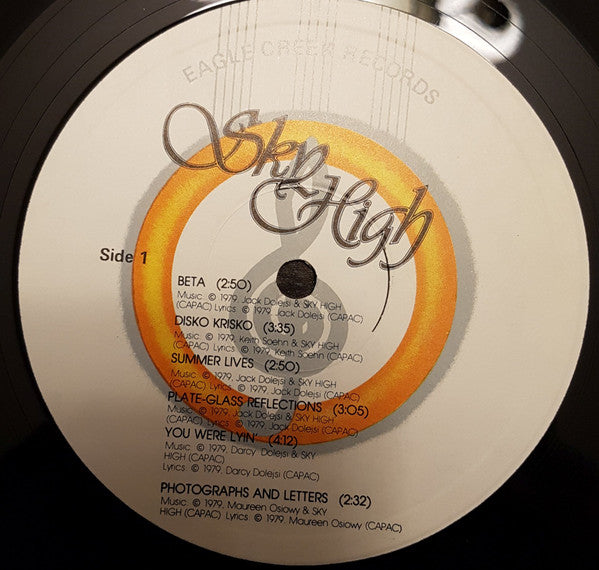 EAGLE CREEK RECORDS
Sky High
Side 1
BETA (2:50)
Music: © 1979, Jack Dolejsi & SKY HIGH
(CAPAC) Lyrics © 1979, Jack Dolejsi (CAPAC)
DISKO KRISKO (3:35)
Music: © 1979, Keith Soehn & SKY HIGH
(CAPAC) Lyrics © 1979, Keith Soehn (CAPAC)
SUMMER LIVES (2:50)
Music: © 1979, Jack Dolejsi & SKY HIGH
(CAPAC) Lyrics © 1979, Jack Dolejsi (CAPAC)
PLATE-GLASS REFLECTIONS (3:05)
Music: © 1979, Jack Dolejsi & SKY HIGH
(CAPAC) Lyrics © 1979, Jack Dolejsi (CAPAC)
YOU WERE LYIN' (4:12)
Music: © 1979, Darcy Dolejsi & SKY
HIGH (CAPAC)
Lyrics © 1979, Darcy Dolejsi (CAPAC)
PHOTOGRAPHS AND LETTERS (2:32)
Music: © 1979, Maureen Osiowy & SKY
HIGH (CAPAC) Lyrics © 1979, Maureen Osiowy (CAPAC)